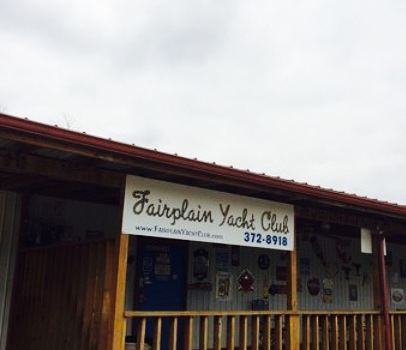 Fairplain Yacht Club
372-8918
www.FairplainYachtClub.com